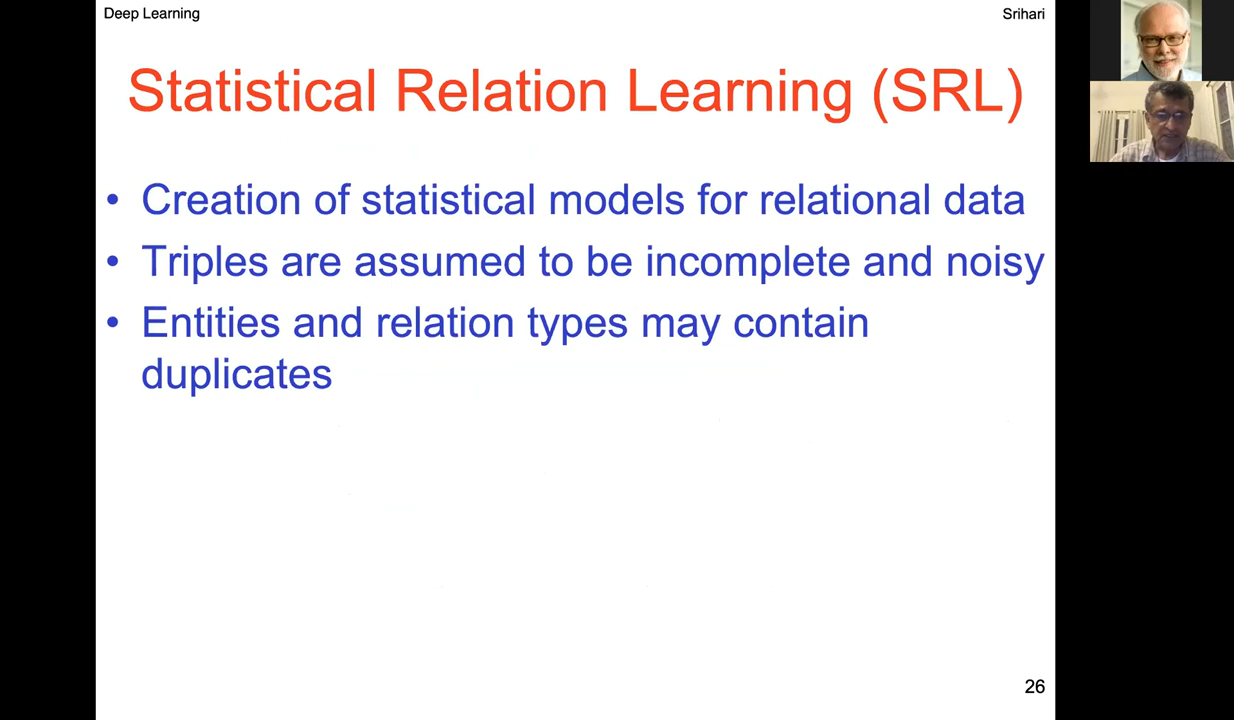 Deep Learning
Srihari
Statistical Relation Learning (SRL)
• Creation of statistical models for relational data
• Triples are assumed to be incomplete and noisy
• Entities and relation types may contain
duplicates
26